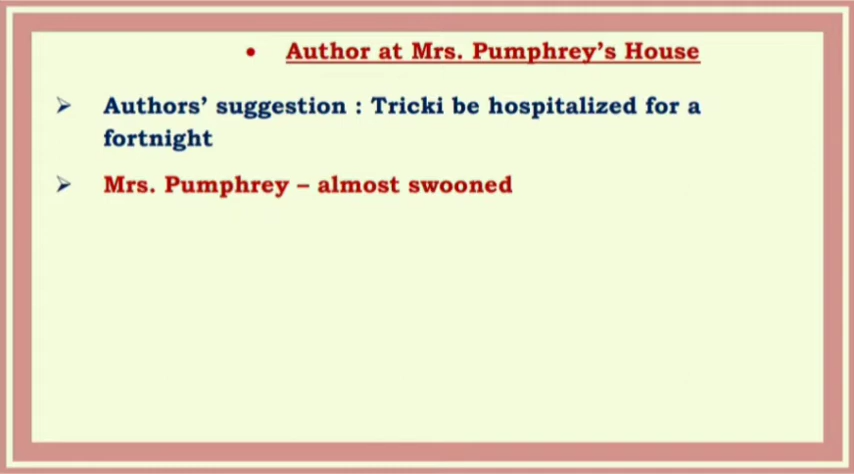 • Author at Mrs. Pumphrey’s House
➢ Authors’ suggestion : Tricki be hospitalized for a
fortnight
➢ Mrs. Pumphrey – almost swooned